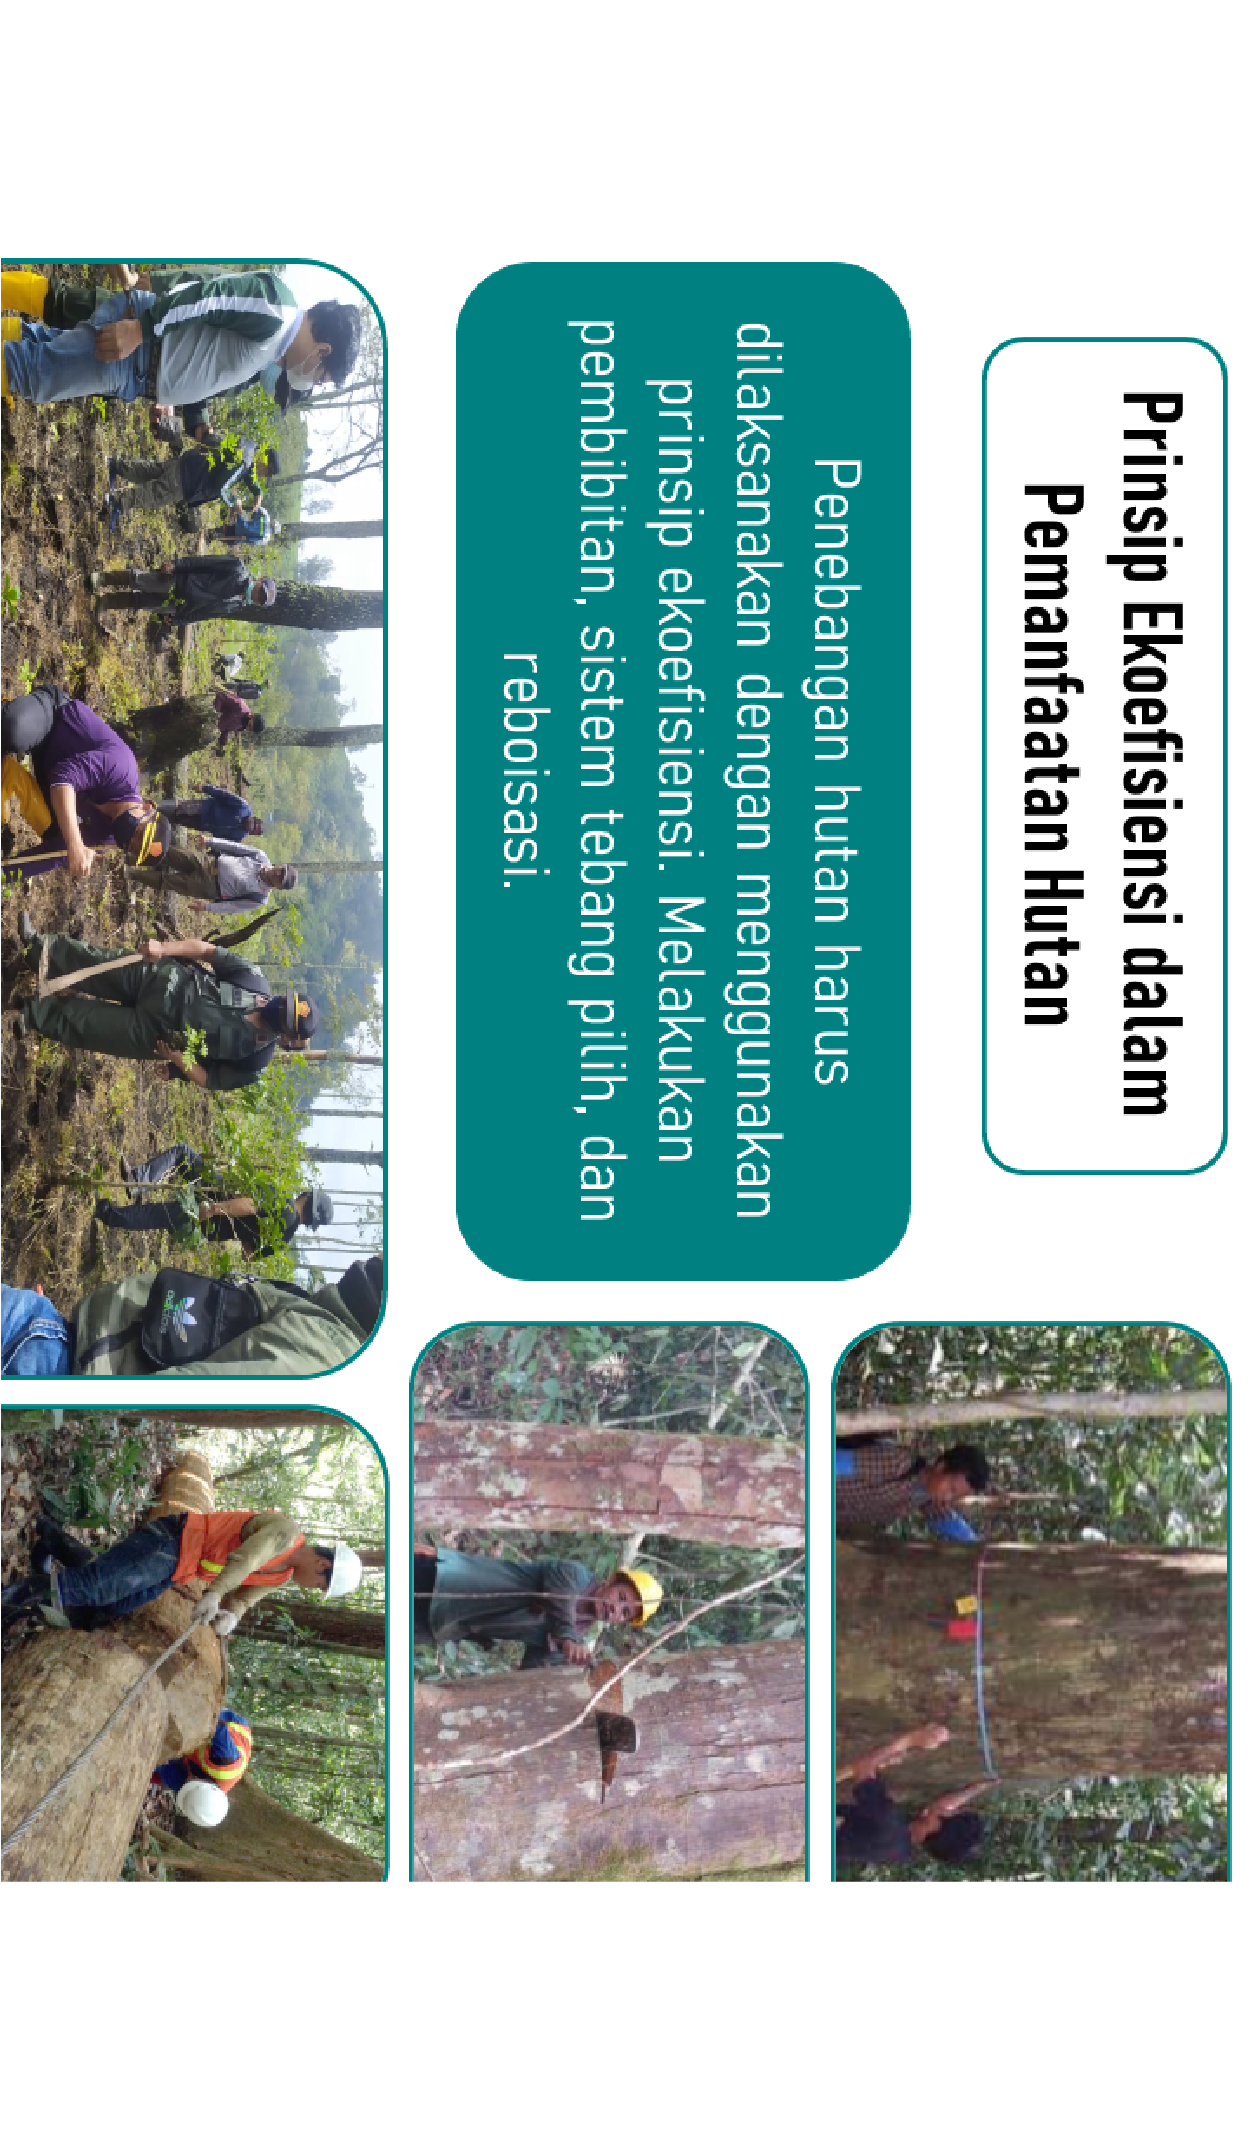 Prinsip Ekoefisiensi dalam
Pemanfaatan Hutan
Penebangan hutan harus
dilaksanakan dengan menggunakan
prinsip ekoefisiensi. Melakukan
pembibitan, sistem tebang pilih, dan
reboisasi.
adidas